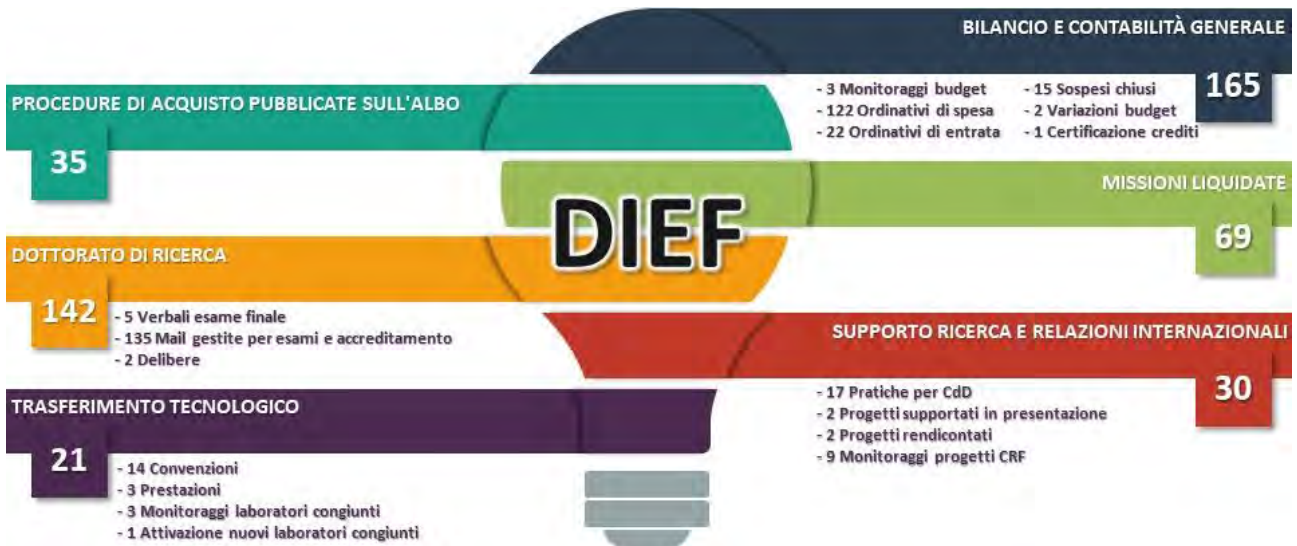 BILANCIO E CONTABILITÀ GENERALE
165
- 3 Monitoraggi budget
- 122 Ordinativi di spesa
- 22 Ordinativi di entrata
- 15 Sospesi chiusi
- 2 Variazioni budget
- 1 Certificazione crediti
PROCEDURE DI ACQUISTO PUBBLICATE SULL'ALBO
35
MISSIONI LIQUIDATE
69
DIEF
DOTTORATO DI RICERCA
142
- 5 Verbali esame finale
- 135 Mail gestite per esami e accreditamento
- 2 Delibere
SUPPORTO RICERCA E RELAZIONI INTERNAZIONALI
30
- 17 Pratiche per CdD
- 2 Progetti supportati in presentazione
- 2 Progetti rendicontati
- 9 Monitoraggi progetti CRF
TRASFERIMENTO TECNOLOGICO
21
- 14 Convenzioni
- 3 Prestazioni
- 3 Monitoraggi laboratori congiunti
- 1 Attivazione nuovi laboratori congiunti